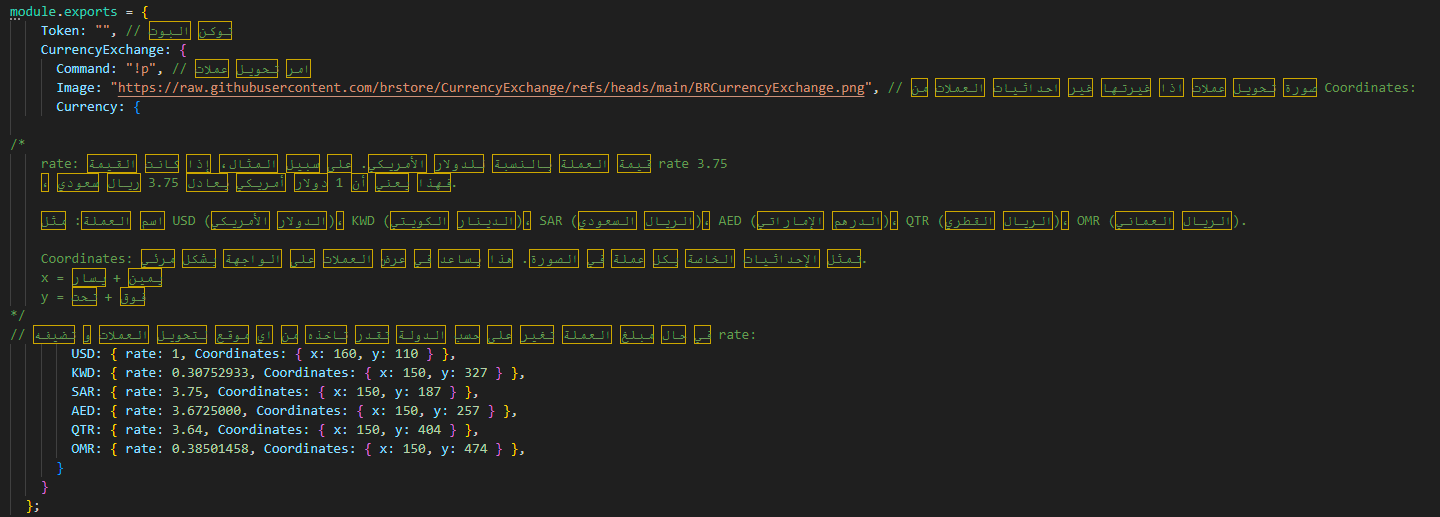 module.exports = {
Token: "", // توكن البوت
CurrencyExchange: {
Command: "!p", // امر تحويل عملات
Image: "https://raw.githubusercontent.com/brstore/CurrencyExchange/refs/heads/main/BRCurrencyExchange.png", // صورة تحويل عملات اذا غيرتها غير احداثيات العملات من Coordinates:
Currency: {
/*
rate: قيمة العملة بالنسبة للدولار الأمريكي. على سبيل المثال، إذا كانت القيمة rate 3.75
، فهذا يعني أن 1 دولار أمريكي يعادل 3.75 ريال سعودي.
اسم العملة: مثل USD (الدولار الأمريكي)، KWD (الدينار الكويتي)، SAR (الريال السعودي)، AED (الدرهم الإماراتي)، QTR (الريال القطري)، OMR (الريال العماني).
Coordinates: تمثل الإحداثيات الخاصة بكل عملة في الصورة. هذا يساعد في عرض العملات على الواجهة بشكل مرئي.
x = يمين + يسار
y = فوق + تحت
*/
// في حال مبلغ العملة تغير على حسد الدولة تقدر تاخذه من اي موقع لتحويل العملات و تضيفه rate:
USD: { rate: 1, Coordinates: { x: 160, y: 110 } },
KWD: { rate: 0.30752933, Coordinates: { x: 150, y: 327 } },
SAR: { rate: 3.75, Coordinates: { x: 150, y: 187 } },
AED: { rate: 3.6725000, Coordinates: { x: 150, y: 257 } },
QTR: { rate: 3.64, Coordinates: { x: 150, y: 404 } },
OMR: { rate: 0.38501458, Coordinates: { x: 150, y: 474 } },
}
}
};